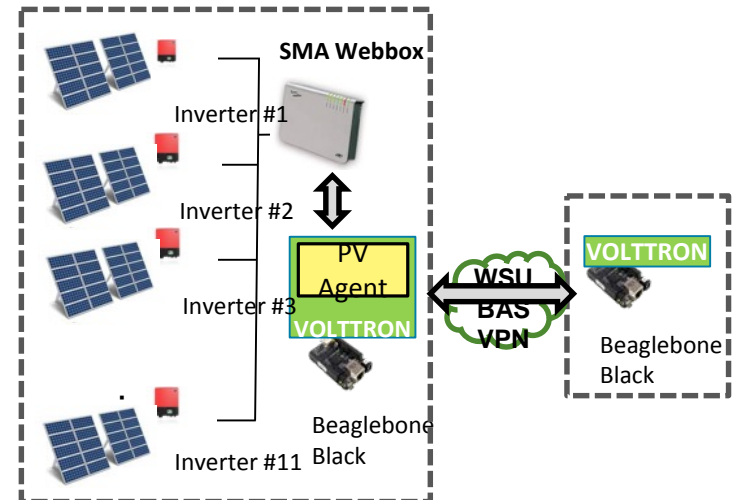 SMA Webbox
Inverter #1
Inverter #2
Inverter #3
.
Inverter #11
PV
Agent
VOLTTRON
Beaglebone
Black
WSU
BAS
VPN
VOLTTRON
Beaglebone
Black